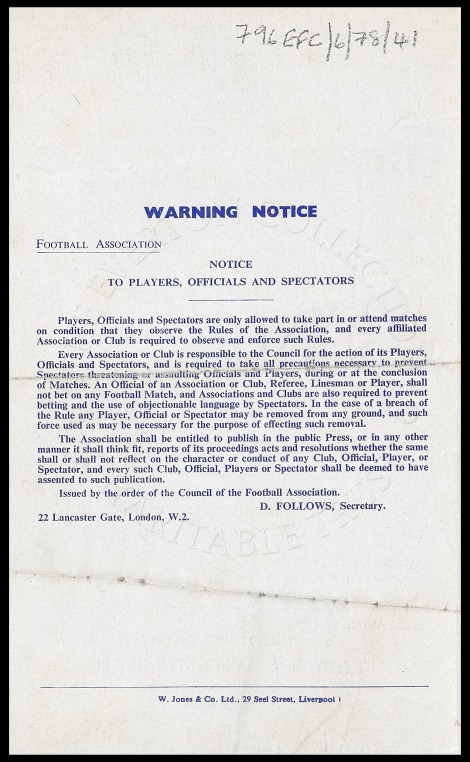 796 EFC/6/78/41
WARNING NOTICE
FOOTBALL ASSOCIATION
NOTICE
TO PLAYERS, OFFICIALS AND SPECTATORS
Players, Officials and Spectators are only allowed to take part in or attend matches
on condition that they observe the Rules of the Association, and every affiliated
Association or Club is required to observe and enforce such Rules.
Every Association or Club is responsible to the Council for the action of its Players,
Officials and Spectators, and is required to take all precautions necessary to prevent
Spectators threatening or assaulting Officials and Players, during or at the conclusion
of Matches. An Official of an Association or Club, Referee, Linesman or Player, shall
not bet on any Football Match, and Associations and Clubs are also required to prevent
betting and the use of objectionable language by Spectators. In the case of a breach of
the Rule any Player, Official or Spectator may be removed from any ground, and such
force used as may be necessary for the purpose of effecting such removal.
The Association shall be entitled to publish in the public Press, or in any other
manner it shall think fit, reports of its proceedings acts and resolutions whether the same
shall or shall not reflect on the character or conduct of any Club, Official, Player, or
Spectator, and every such Club, Official, Players or Spectator shall be deemed to have
assented to such publication.
Issued by the order of the Council of the Football Association.
D. FOLLOWS, Secretary.
22 Lancaster Gate, London, W.2.
W. Jones & Co. Ltd., 29 Seel Street, Liverpool 1